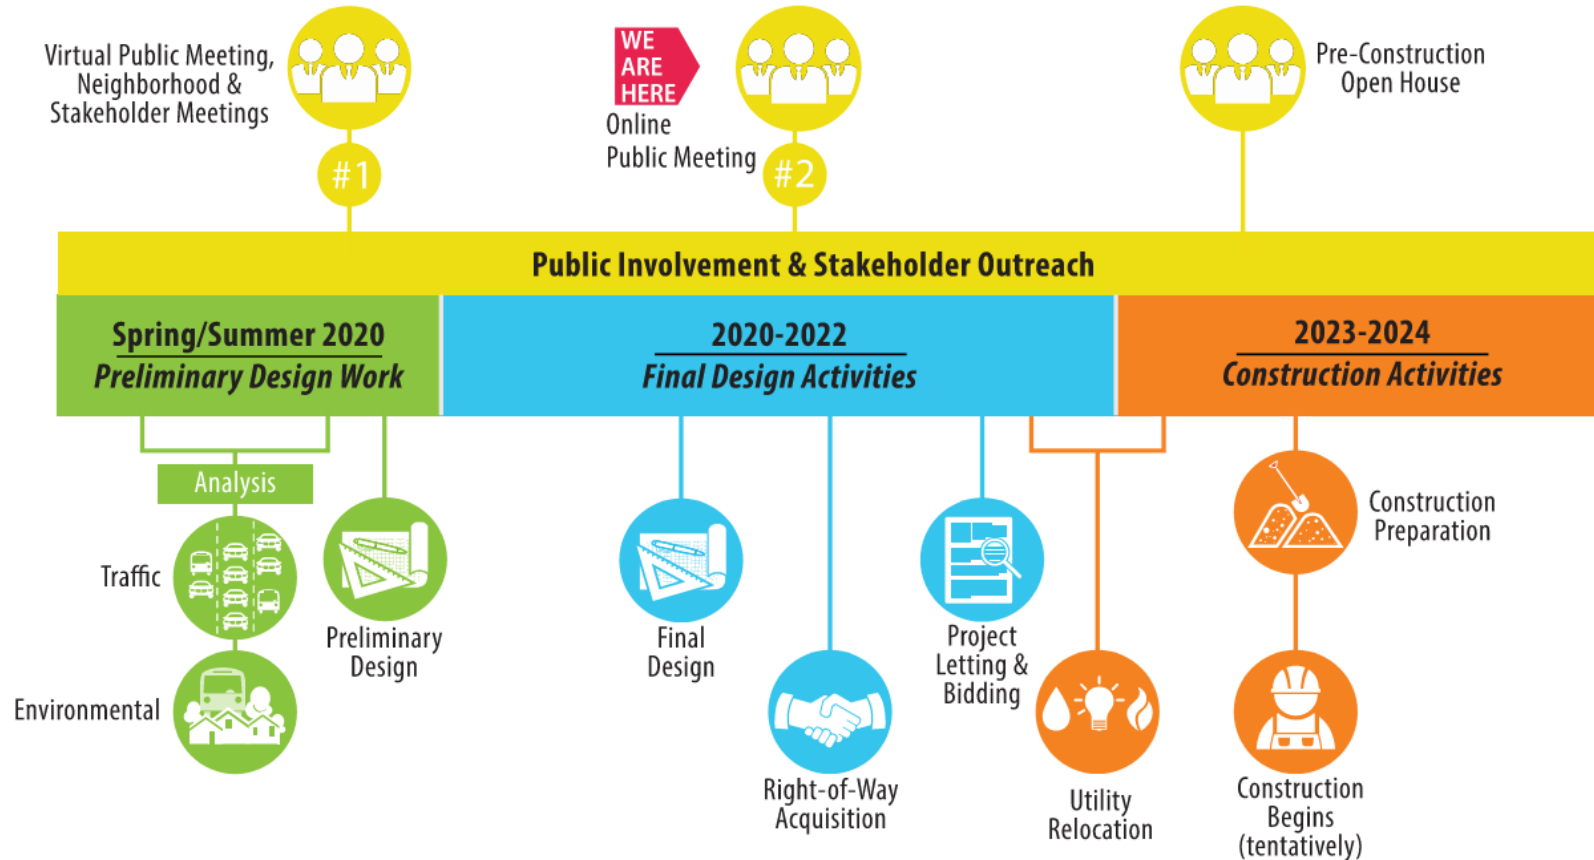 Virtual Public Meeting,
Neighborhood &
Stakeholder Meetings
#1
WE
ARE
HERE
Online
Public Meeting
#2
Pre-Construction
Open House
Public Involvement & Stakeholder Outreach
Spring/Summer 2020
Preliminary Design Work
2020-2022
Final Design Activities
2023-2024
Construction Activities
Analysis
Traffic
Environmental
Preliminary
Design
Final
Design
Right-of-Way
Acquisition
Project
Letting &
Bidding
Utility
Relocation
Construction
Preparation
Construction
Begins
(tentatively)